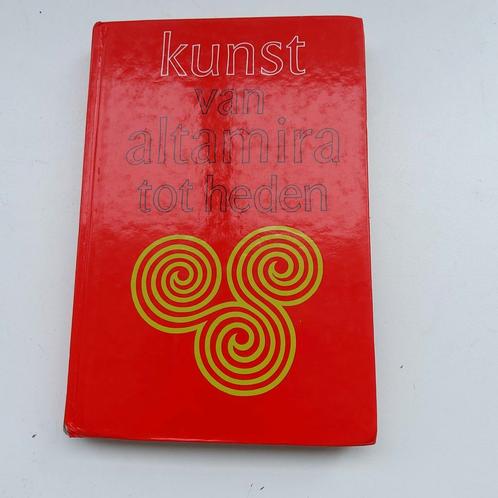 kunst
van
altamira
tot heden